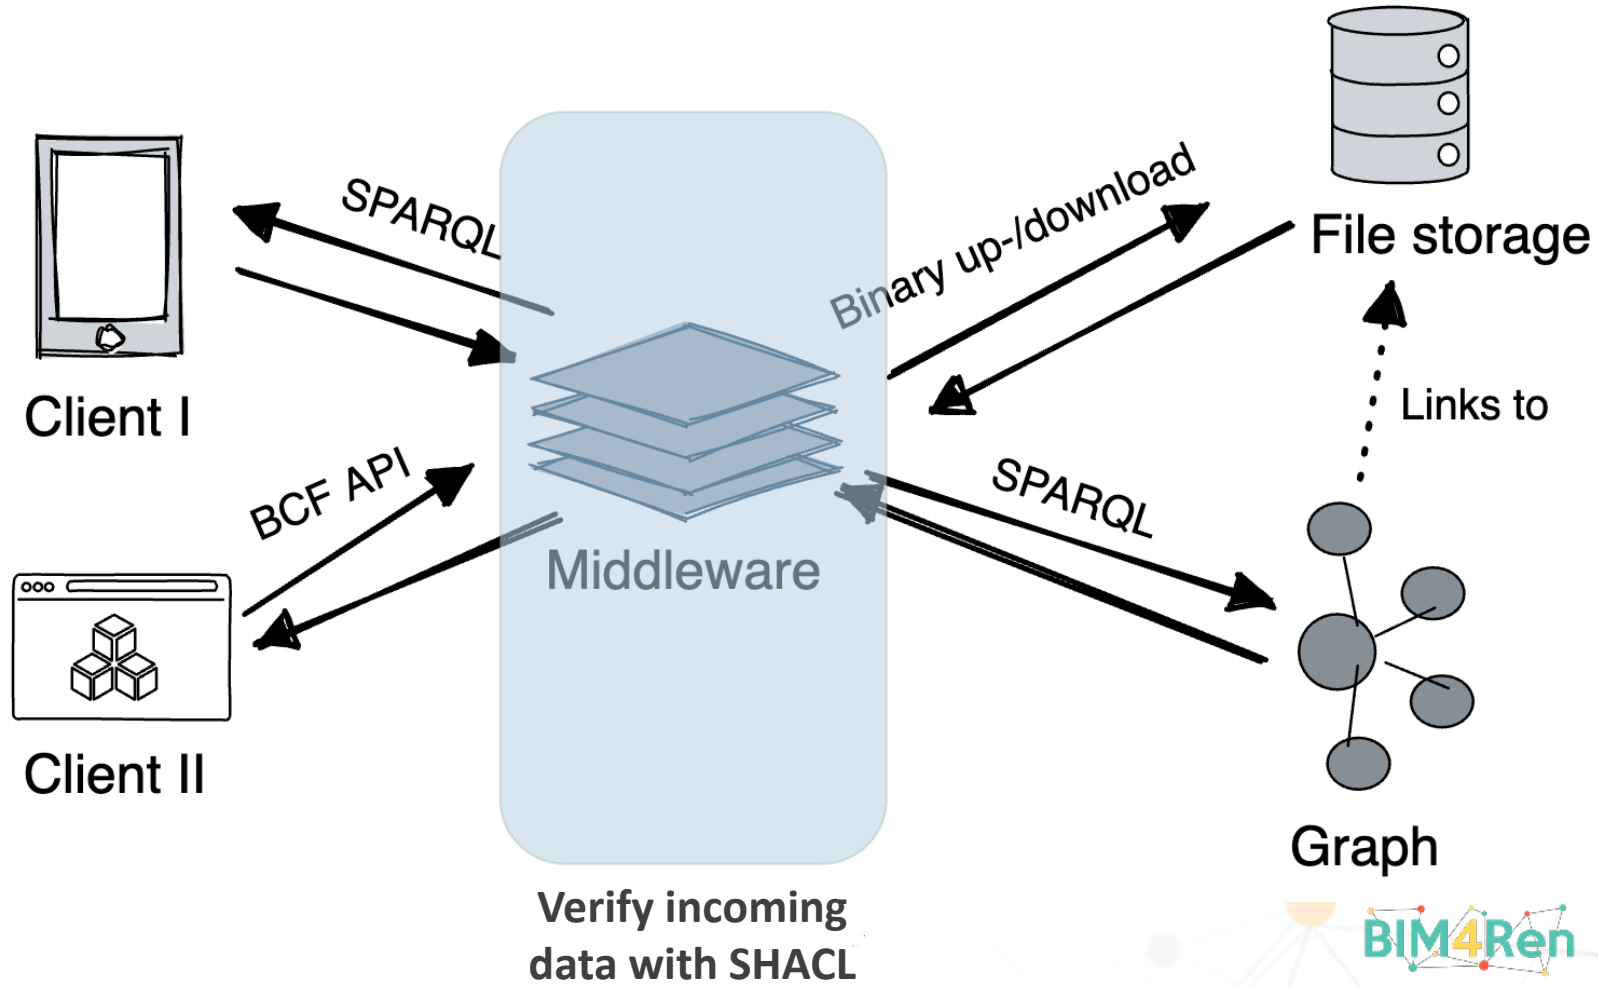 SPARQL
Binary up-/download
File storage
Client I
Links to
BCF API
SPARQL
Middleware
Client II
Graph
Verify incoming
data with SHACL
BIM4Ren